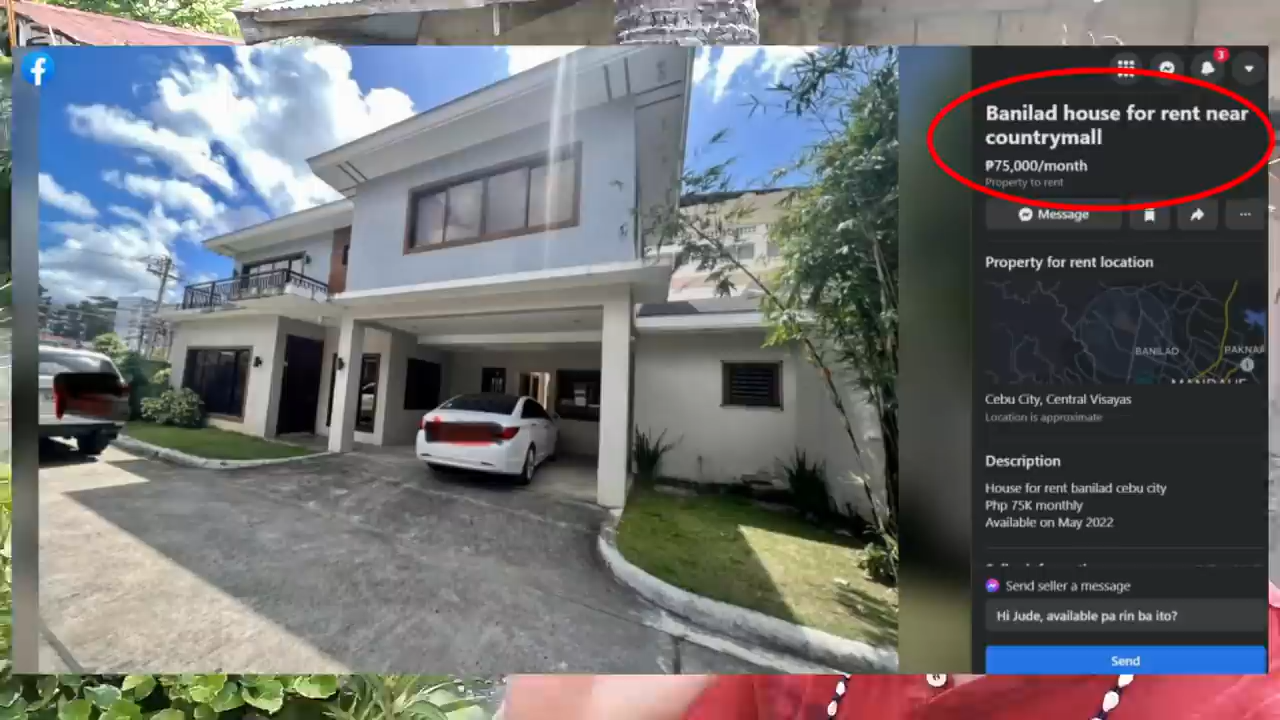 3
Banilad house for rent near
countrymall
₱75,000/month
Property to rent
Message
Property for rent location
BANILAD
Cebu City, Central Visayas
Location is approximate
Description
House for rent banilad cebu city
Php 75K monthly
Available on May 2022
Send seller a message
Hi Jude, available pa rin ba ito?
Send